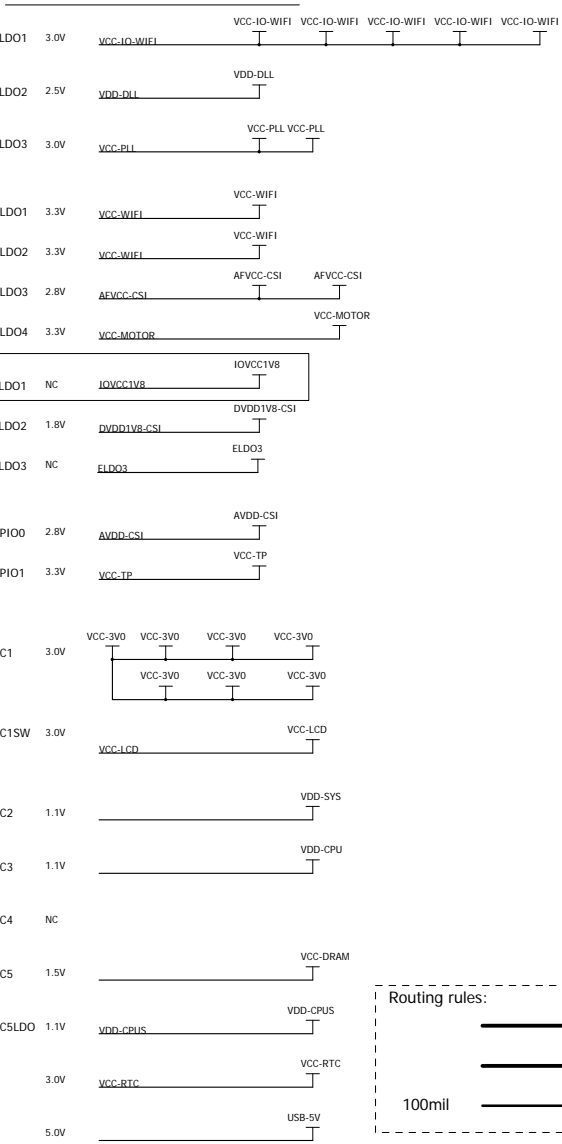 VCC-IO-WIFI VCC-IO-WIFI VCC-IO-WIFI VCC-IO-WIFI VCC-IO-WIFI
LDO1 3.0V VCC-IO-WIFI
VDD-DLL
LDO2 2.5V VDD-DLL
VCC-PLL VCC-PLL
LDO3 3.0V VCC-PLL
VCC-WIFI
LDO1 3.3V VCC-WIFI
VCC-WIFI
LDO2 3.3V VCC-WIFI
AFVCC-CSI AFVCC-CSI
LDO3 2.8V AFVCC-CSI
VCC-MOTOR
LDO4 3.3V VCC-MOTOR
IOVCC1V8
LDO1 NC IOVCC1V8
DVDD1V8-CSI
LDO2 1.8V DVDD1V8-CSI
ELDO3
LDO3 NC ELDO3
AVDD-CSI
PIO0 2.8V AVDD-CSI
VCC-TP
PIO1 3.3V VCC-TP
VCC-3V0 VCC-3V0 VCC-3V0 VCC-3V0
C1 3.0V
VCC-3V0 VCC-3V0 VCC-3V0
VCC-LCD
C1SW 3.0V VCC-LCD
VDD-SYS
C2 1.1V
VDD-CPU
C3 1.1V
C4 NC
VCC-DRAM
C5 1.5V
VDD-CPUS
C5LDO 1.1V VDD-CPUS
VCC-RTC
3.0V VCC-RTC
USB-5V
5.0V
Routing rules:
100mil